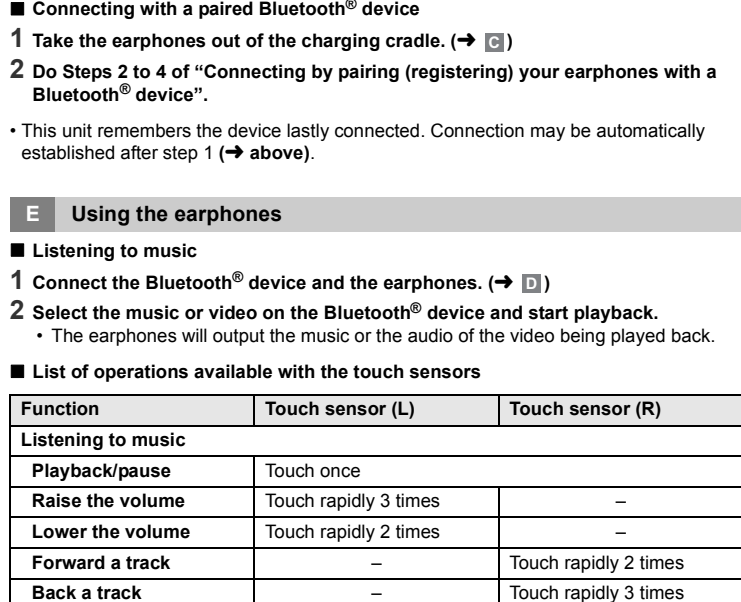 ■ Connecting with a paired Bluetooth® device
1 Take the earphones out of the charging cradle. (➜ C)
2 Do Steps 2 to 4 of “Connecting by pairing (registering) your earphones with a
Bluetooth® device”.
• This unit remembers the device lastly connected. Connection may be automatically
established after step 1 (➜ above).
E Using the earphones
■ Listening to music
1 Connect the Bluetooth® device and the earphones. (➜ D)
2 Select the music or video on the Bluetooth® device and start playback.
• The earphones will output the music or the audio of the video being played back.
■ List of operations available with the touch sensors
Function Touch sensor (L) Touch sensor (R)
Listening to music
Playback/pause Touch once
Raise the volume Touch rapidly 3 times –
Lower the volume Touch rapidly 2 times –
Forward a track – Touch rapidly 2 times
Back a track – Touch rapidly 3 times